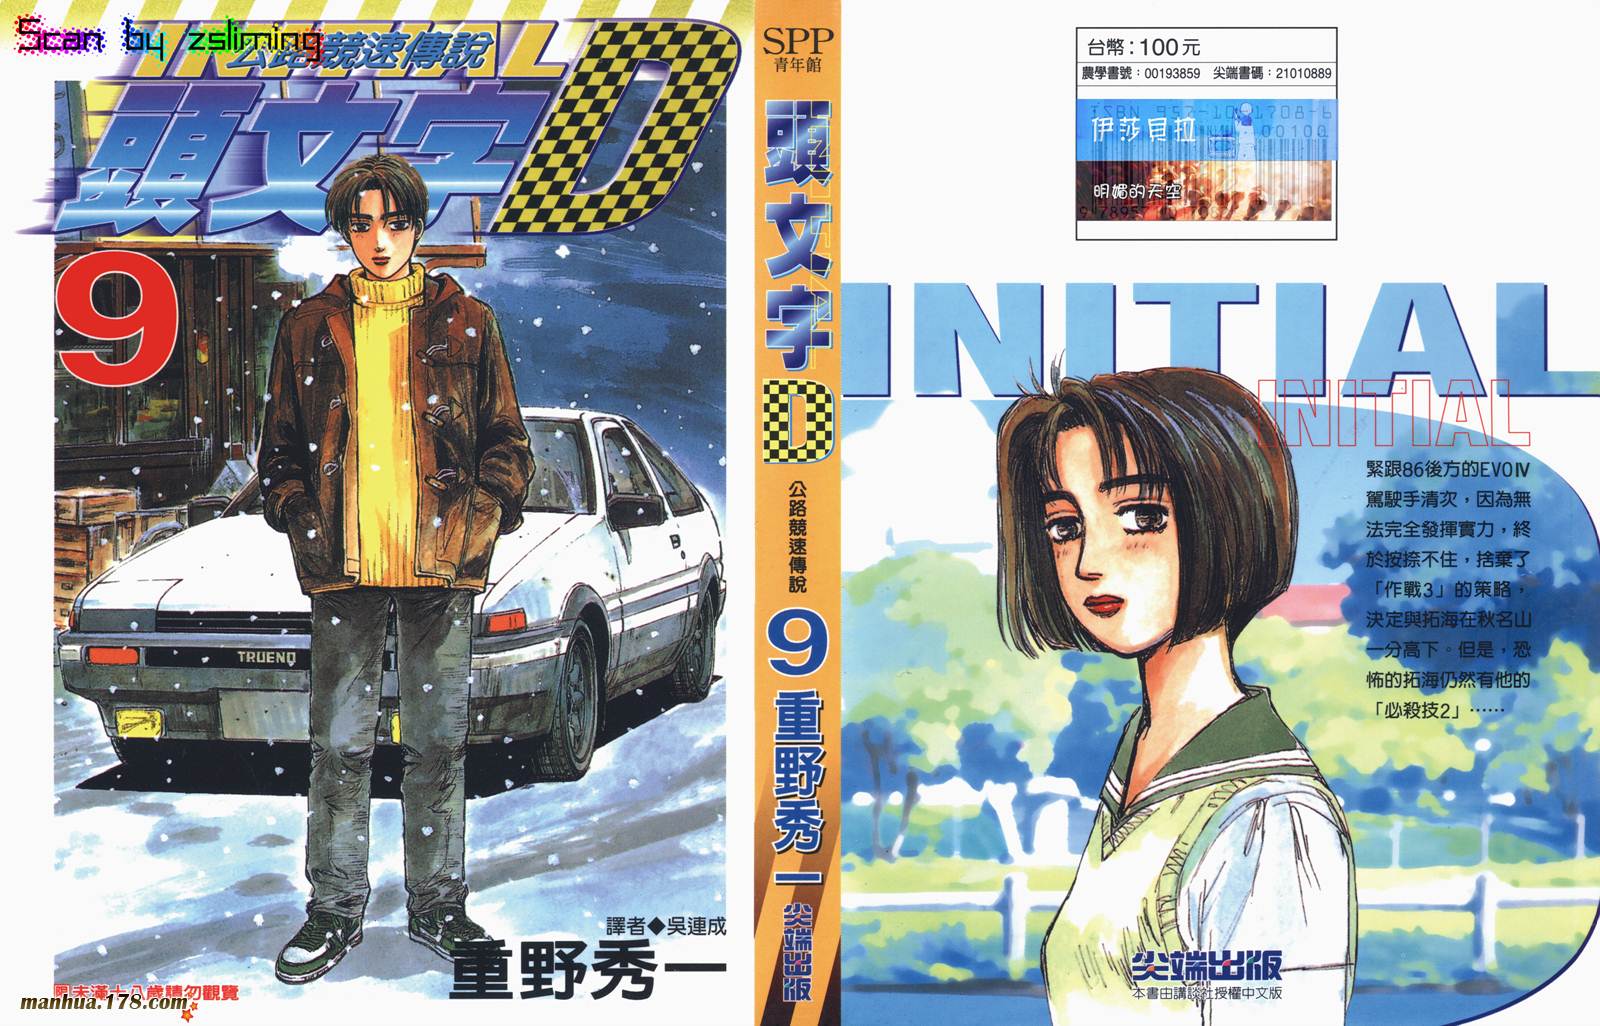 Scan by zsliming
INITIAL
公路競速傳說
頭文字D
9
TRUENO
譯者◆吳連成
重野秀一
限未滿十八歲請勿觀覽
manhua.178.com
SPP
青年館
頭文字D
公路競速傳說
9
重野秀一
尖端出版
台幣：100元
農學書號：00193859 尖端書碼：21010889
伊莎貝拉
00100
明媚的天空
INITIAL
INITIAL
緊跟86後方的EVOⅣ
駕駛手清次，因為無
法完全發揮實力，終
於按捺不住，捨棄了
「作戰3」的策略，
決定與拓海在秋名山
一分高下。但是，恐
怖的拓海仍然有他的
「必殺技2」……
尖端出版
本書由講談社授權中文版